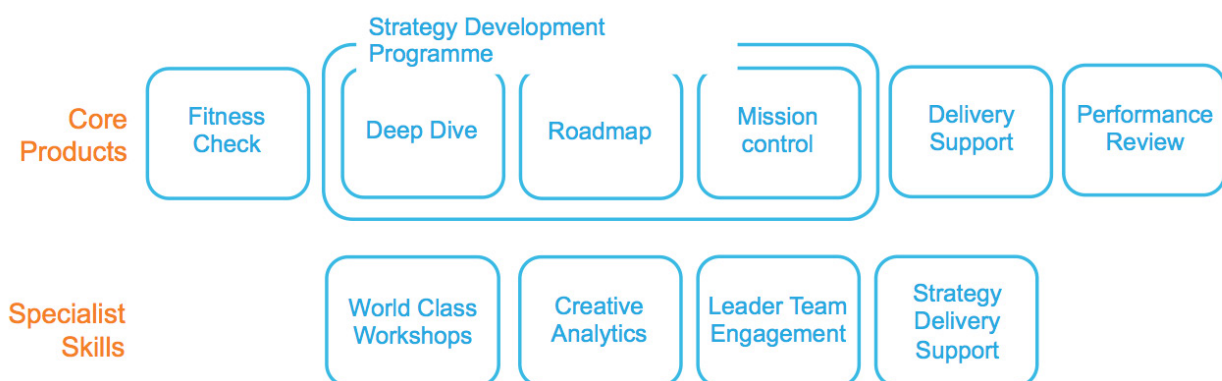 Strategy Development
Programme
Core
Products
Fitness
Check
Deep Dive
Roadmap
Mission
control
Delivery
Support
Performance
Review
Specialist
Skills
World Class
Workshops
Creative
Analytics
Leader Team
Engagement
Strategy
Delivery
Support